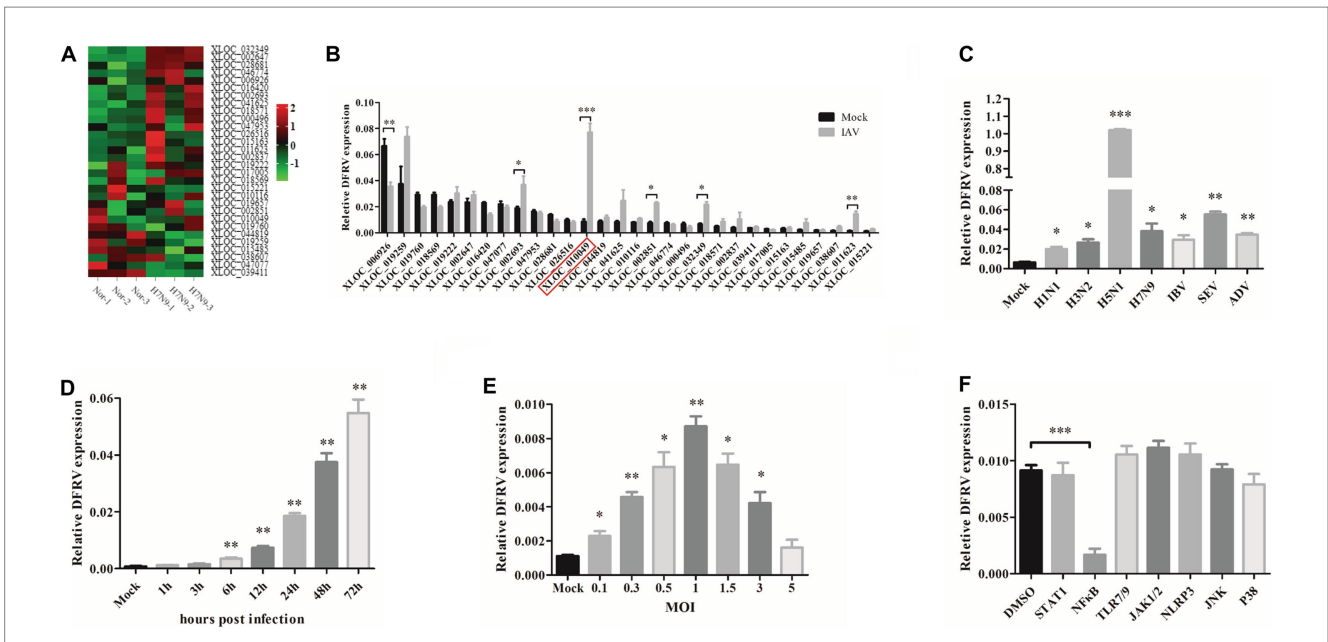 A
XLOC_032349
XLOC_002647
XLOC_028681
XLOC_046774
XLOC_006926
XLOC_016420
XLOC_002693
XLOC_041625
XLOC_018571
XLOC_000496
XLOC_047953
XLOC_026516
XLOC_015163
XLOC_011623
XLOC_002837
XLOC_019222
XLOC_017005
XLOC_018569
XLOC_015221
XLOC_010116
XLOC_019657
XLOC_002851
XLOC_010049
XLOC_019760
XLOC_044819
XLOC_019259
XLOC_015485
XLOC_038607
XLOC_047077
XLOC_039411
Nor-1 Nor-2 Nor-3 H7N9-1 H7N9-2 H7N9-3
2
1
0
-1
B
Reletive DFRV expression
0.10
0.08
0.06
0.04
0.02
0.00
**
*
***
*
*
**
Mock
IAV
XLOC_006926
XLOC_019259
XLOC_019760
XLOC_018569
XLOC_019222
XLOC_002647
XLOC_016420
XLOC_047077
XLOC_002693
XLOC_047953
XLOC_028681
XLOC_026516
XLOC_010049
XLOC_044819
XLOC_041625
XLOC_010116
XLOC_002851
XLOC_046774
XLOC_000496
XLOC_032349
XLOC_018571
XLOC_002837
XLOC_039411
XLOC_017005
XLOC_015163
XLOC_015485
XLOC_019657
XLOC_038607
XLOC_011623
XLOC_015221
C
Reletive DFRV expression
1.2
1.1
1.0
0.9
0.8
0.06
0.04
0.02
0.00
* * *** * * ** **
Mock H1N1 H3N2 H5N1 H7N9 IBV SEV ADV
D
Relative DFRV expression
0.06
0.04
0.02
0.00
** ** ** ** **
Mock 1h 3h 6h 12h 24h 48h 72h
hours post infection
E
Relative DFRV expression
0.010
0.008
0.006
0.004
0.002
0.000
* ** * ** * *
Mock 0.1 0.3 0.5 1 1.5 3 5
MOI
F
Reletive DFRV expression
0.015
0.010
0.005
0.000
***
DMSO STAT1 NFκB TLR7/9 JAK1/2 NLRP3 JNK P38